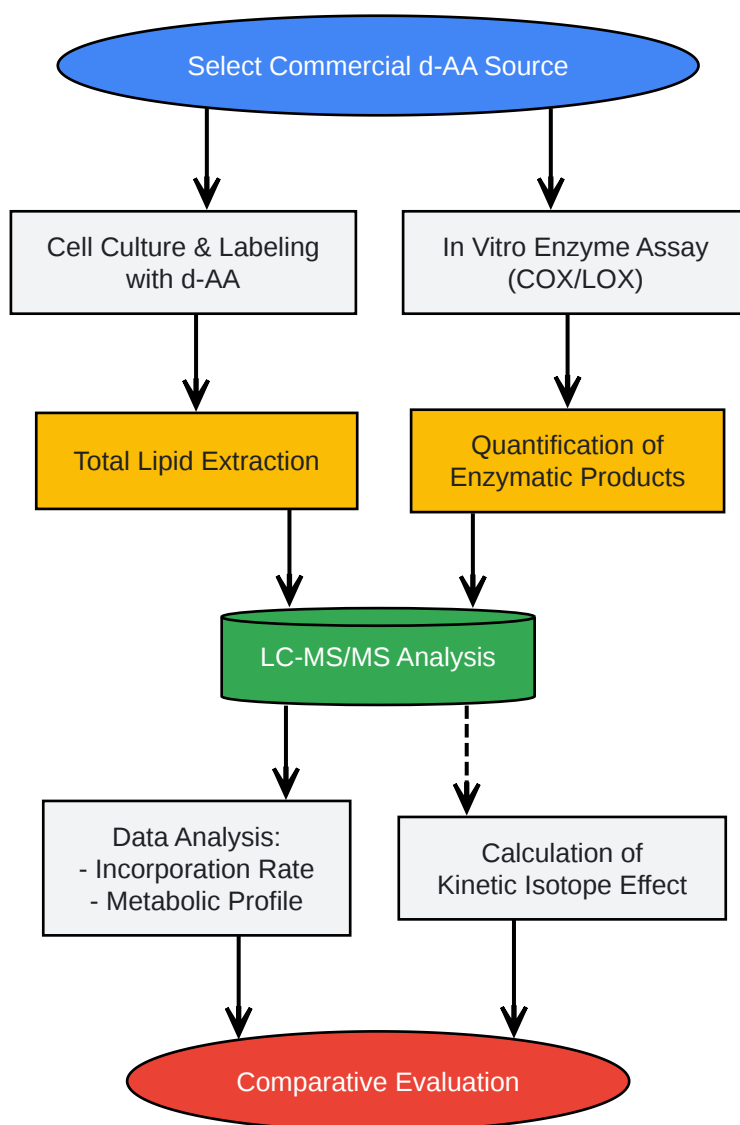 Select Commercial d-AA Source
Cell Culture & Labeling
with d-AA
In Vitro Enzyme Assay
(COX/LOX)
Total Lipid Extraction
Quantification of
Enzymatic Products
LC-MS/MS Analysis
Data Analysis:
- Incorporation Rate
- Metabolic Profile
Calculation of
Kinetic Isotope Effect
Comparative Evaluation